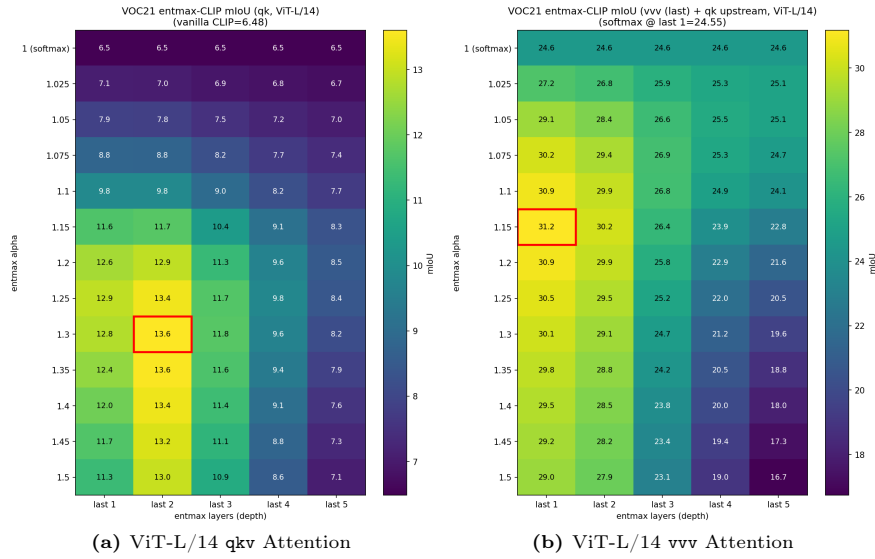 VOC21 entmax-CLIP mIoU (qk, ViT-L/14)
(vanilla CLIP=6.48)
entmax alpha
1 (softmax) 6.5 6.5 6.5 6.5 6.5
1.025 7.1 7.0 6.9 6.8 6.7
1.05 7.9 7.8 7.5 7.2 7.0
1.075 8.8 8.8 8.2 7.7 7.4
1.1 9.8 9.8 9.0 8.2 7.7
1.15 11.6 11.7 10.4 9.1 8.3
1.2 12.6 12.9 11.3 9.6 8.5
1.25 12.9 13.4 11.7 9.8 8.4
1.3 12.8 13.6 11.8 9.6 8.2
1.35 12.4 13.6 11.6 9.4 7.9
1.4 12.0 13.4 11.4 9.1 7.6
1.45 11.7 13.2 11.1 8.8 7.3
1.5 11.3 13.0 10.9 8.6 7.1
last 1 last 2 last 3 last 4 last 5
entmax layers (depth)
13
12
11
10
9
8
7
mIoU
(a) ViT-L/14 qkv Attention
VOC21 entmax-CLIP mIoU (vvv (last) + qk upstream, ViT-L/14)
(softmax @ last 1=24.55)
entmax alpha
1 (softmax) 24.6 24.6 24.6 24.6 24.6
1.025 27.2 26.8 25.9 25.3 25.1
1.05 29.1 28.4 26.6 25.5 25.1
1.075 30.2 29.4 26.9 25.3 24.7
1.1 30.9 29.9 26.8 24.9 24.1
1.15 31.2 30.2 26.4 23.9 22.8
1.2 30.9 29.9 25.8 22.9 21.6
1.25 30.5 29.5 25.2 22.0 20.5
1.3 30.1 29.1 24.7 21.2 19.6
1.35 29.8 28.8 24.2 20.5 18.8
1.4 29.5 28.5 23.8 20.0 18.0
1.45 29.2 28.2 23.4 19.4 17.3
1.5 29.0 27.9 23.1 19.0 16.7
last 1 last 2 last 3 last 4 last 5
entmax layers (depth)
30
28
26
24
22
20
18
mIoU
(b) ViT-L/14 vvv Attention